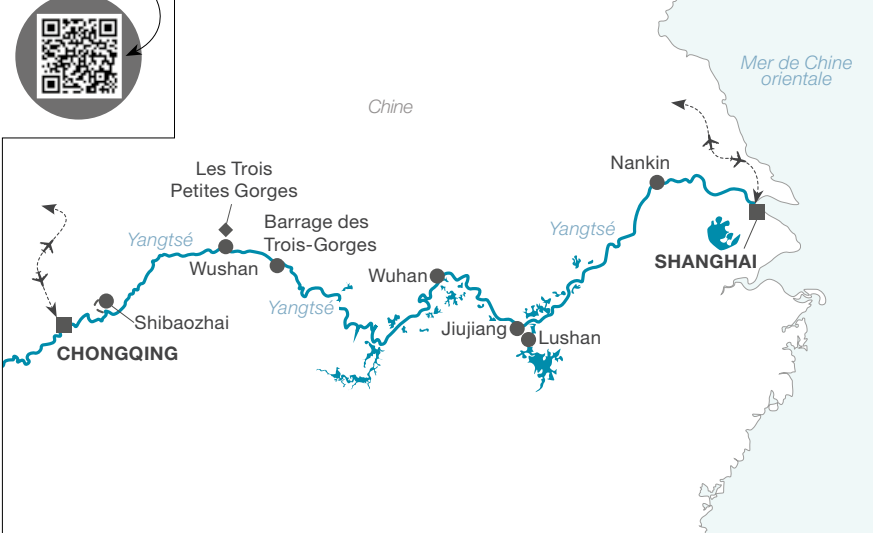 Mer de Chine
orientale
Chine
Nankin
Les Trois
Petites Gorges
Barrage des
Trois-Gorges
Yangtsé
Yangtsé
Wushan
SHANGHAI
Wuhan
Yangtsé
Shibaozhai
Jiujiang
Lushan
CHONGQING